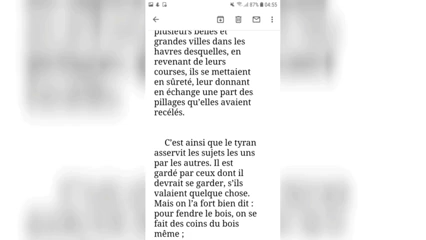 87% 04:55
plusieurs belles et
grandes villes dans les
havres desquelles, en
revenant de leurs
courses, ils se mettaient
en sûreté, leur donnant
en échange une part des
pillages qu'elles avaient
recélés.
C'est ainsi que le tyran
asservit les sujets les uns
par les autres. Il est
gardé par ceux dont il
devrait se garder, s'ils
valaient quelque chose.
Mais on l'a fort bien dit :
pour fendre le bois, on se
fait des coins du bois
même ;